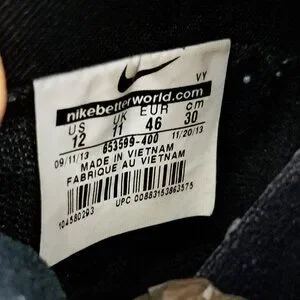 VY
nikebetterworld.com
US UK EUR cm
12 11 46 30
09/11/13 653599-400 11/20/13
MADE IN VIETNAM
FABRIQUE AU VIETNAM
UPC 00883153863575
104580293